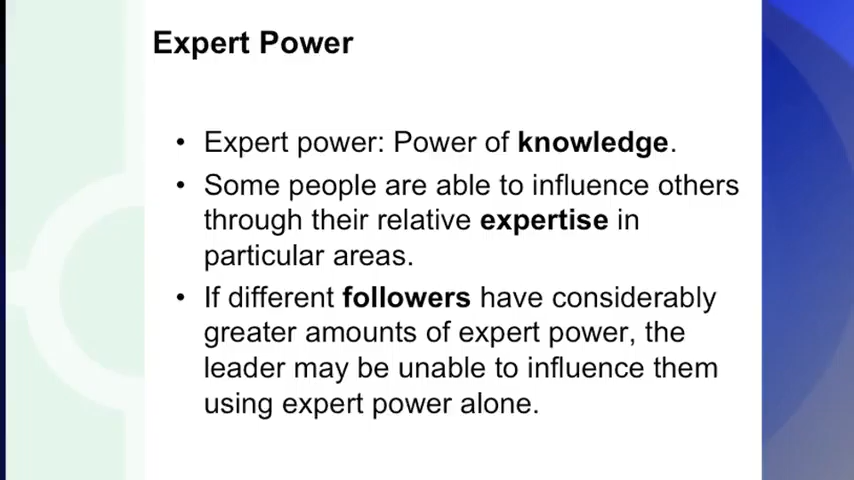 Expert Power
• Expert power: Power of knowledge.
• Some people are able to influence others
through their relative expertise in
particular areas.
• If different followers have considerably
greater amounts of expert power, the
leader may be unable to influence them
using expert power alone.